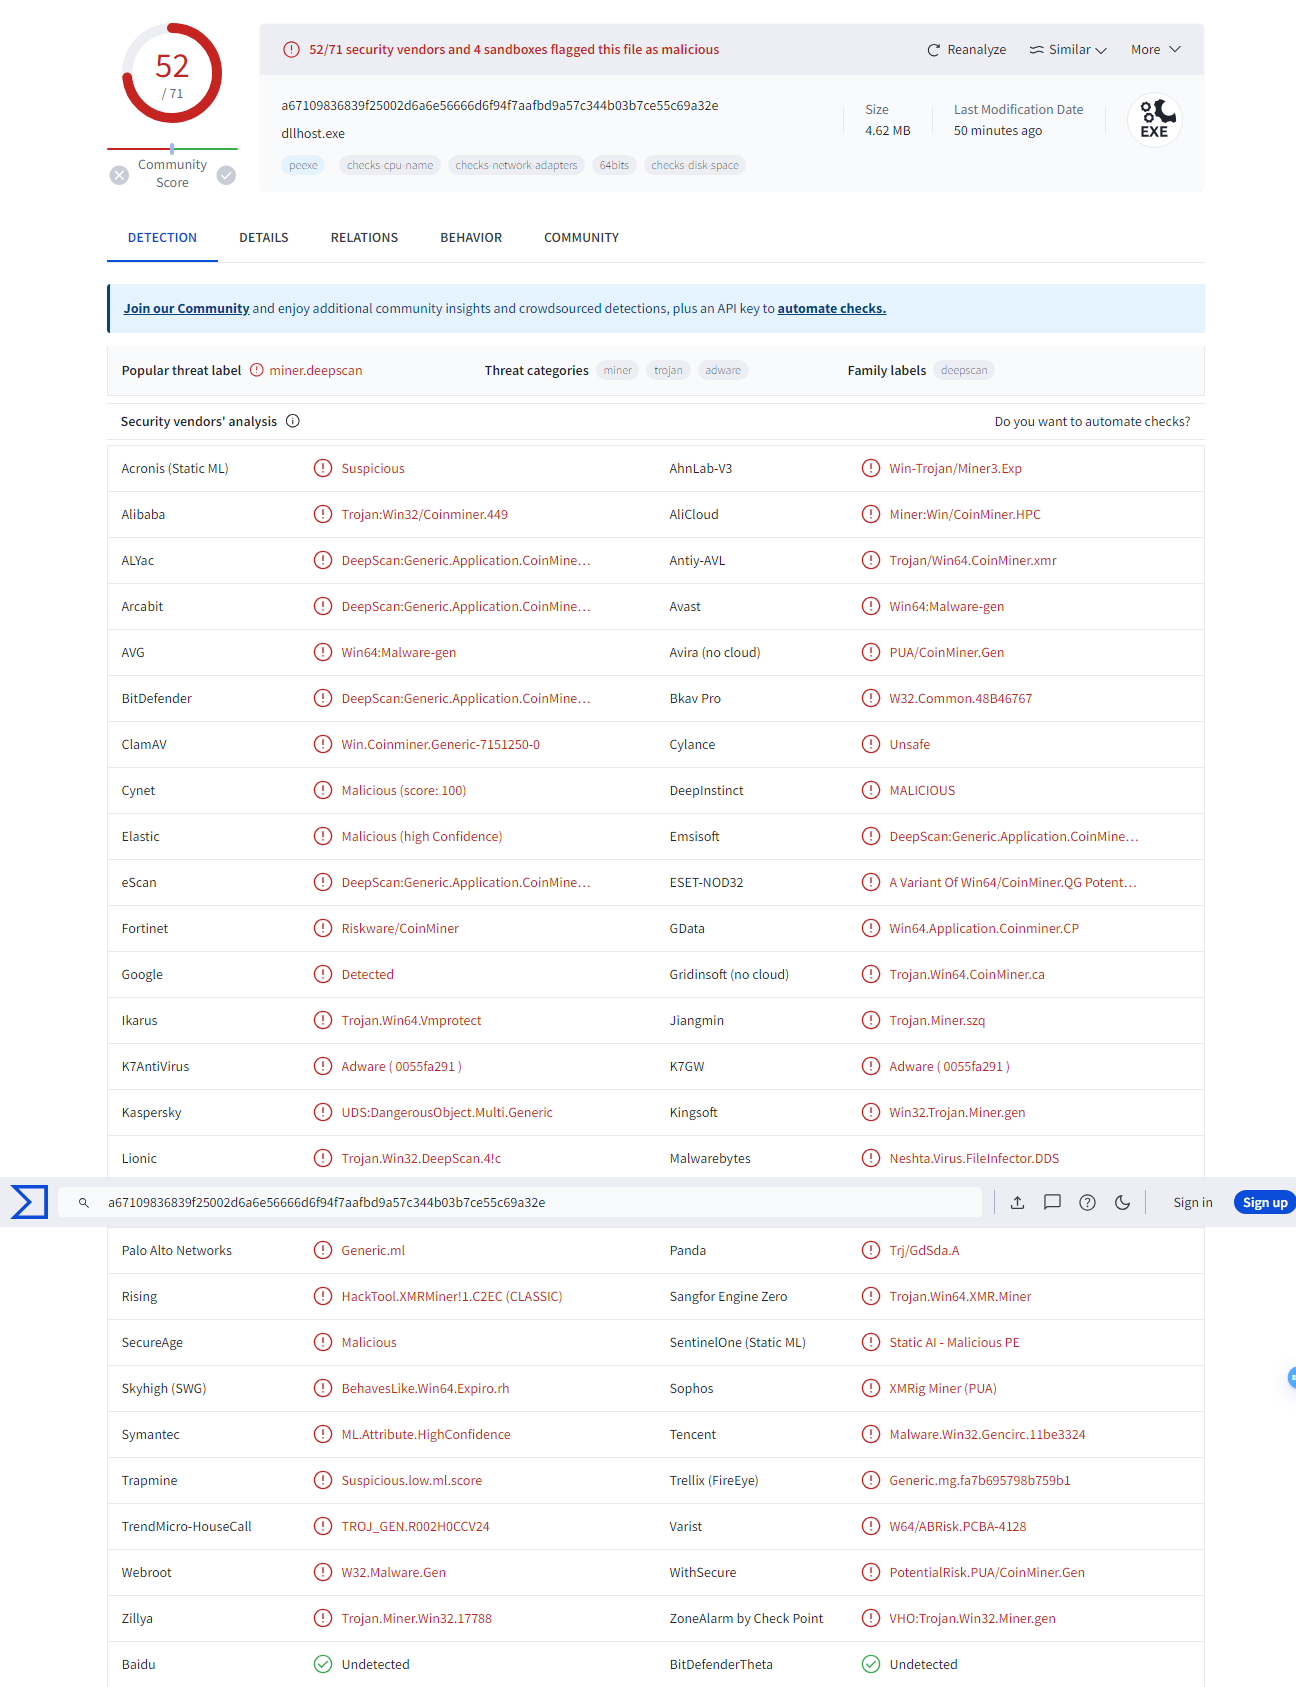 52
/ 71
Community
Score
52/71 security vendors and 4 sandboxes flagged this file as malicious
Reanalyze
Similar
More
a67109836839f25002d6a6e56666d6f94f7aafbd9a57c344b03b7ce55c69a32e
dllhost.exe
peexe
checks-cpu-name
checks-network-adapters
64bits
checks-disk-space
Size
4.62 MB
Last Modification Date
50 minutes ago
EXE
DETECTION
DETAILS
RELATIONS
BEHAVIOR
COMMUNITY
Join our Community and enjoy additional community insights and crowdsourced detections, plus an API key to automate checks.
Popular threat label
miner.deepscan
Threat categories
miner
trojan
adware
Family labels
deepscan
Security vendors' analysis
Do you want to automate checks?
Acronis (Static ML)
Suspicious
AhnLab-V3
Win-Trojan/Miner3.Exp
Alibaba
Trojan:Win32/Coinminer.449
AliCloud
Miner:Win/CoinMiner.HPC
ALYac
DeepScan:Generic.Application.CoinMine...
Antiy-AVL
Trojan/Win64.CoinMiner.xmr
Arcabit
DeepScan:Generic.Application.CoinMine...
Avast
Win64:Malware-gen
AVG
Win64:Malware-gen
Avira (no cloud)
PUA/CoinMiner.Gen
BitDefender
DeepScan:Generic.Application.CoinMine...
Bkav Pro
W32.Common.48B46767
ClamAV
Win.Coinminer.Generic-7151250-0
Cylance
Unsafe
Cynet
Malicious (score: 100)
DeepInstinct
MALICIOUS
Elastic
Malicious (high Confidence)
Emsisoft
DeepScan:Generic.Application.CoinMine...
eScan
DeepScan:Generic.Application.CoinMine...
ESET-NOD32
A Variant Of Win64/CoinMiner.QG Potent...
Fortinet
Riskware/CoinMiner
GData
Win64.Application.Coinminer.CP
Google
Detected
Gridinsoft (no cloud)
Trojan.Win64.CoinMiner.ca
Ikarus
Trojan.Win64.Vmprotect
Jiangmin
Trojan.Miner.szq
K7AntiVirus
Adware ( 0055fa291 )
K7GW
Adware ( 0055fa291 )
Kaspersky
UDS:DangerousObject.Multi.Generic
Kingsoft
Win32.Trojan.Miner.gen
Lionic
Trojan.Win32.DeepScan.4!c
Malwarebytes
Neshta.Virus.FileInfector.DDS
a67109836839f25002d6a6e56666d6f94f7aafbd9a57c344b03b7ce55c69a32e
Sign in
Sign up
Palo Alto Networks
Generic.ml
Panda
Trj/GdSda.A
Rising
HackTool.XMRMiner!1.C2EC (CLASSIC)
Sangfor Engine Zero
Trojan.Win64.XMR.Miner
SecureAge
Malicious
SentinelOne (Static ML)
Static AI - Malicious PE
Skyhigh (SWG)
BehavesLike.Win64.Expiro.rh
Sophos
XMRig Miner (PUA)
Symantec
ML.Attribute.HighConfidence
Tencent
Malware.Win32.Gencirc.11be3324
Trapmine
Suspicious.low.ml.score
Trellix (FireEye)
Generic.mg.fa7b695798b759b1
TrendMicro-HouseCall
TROJ_GEN.R002H0CCV24
Varist
W64/ABRisk.PCBA-4128
Webroot
W32.Malware.Gen
WithSecure
PotentialRisk.PUA/CoinMiner.Gen
Zillya
Trojan.Miner.Win32.17788
ZoneAlarm by Check Point
VHO:Trojan.Win32.Miner.gen
Baidu
Undetected
BitDefenderTheta
Undetected